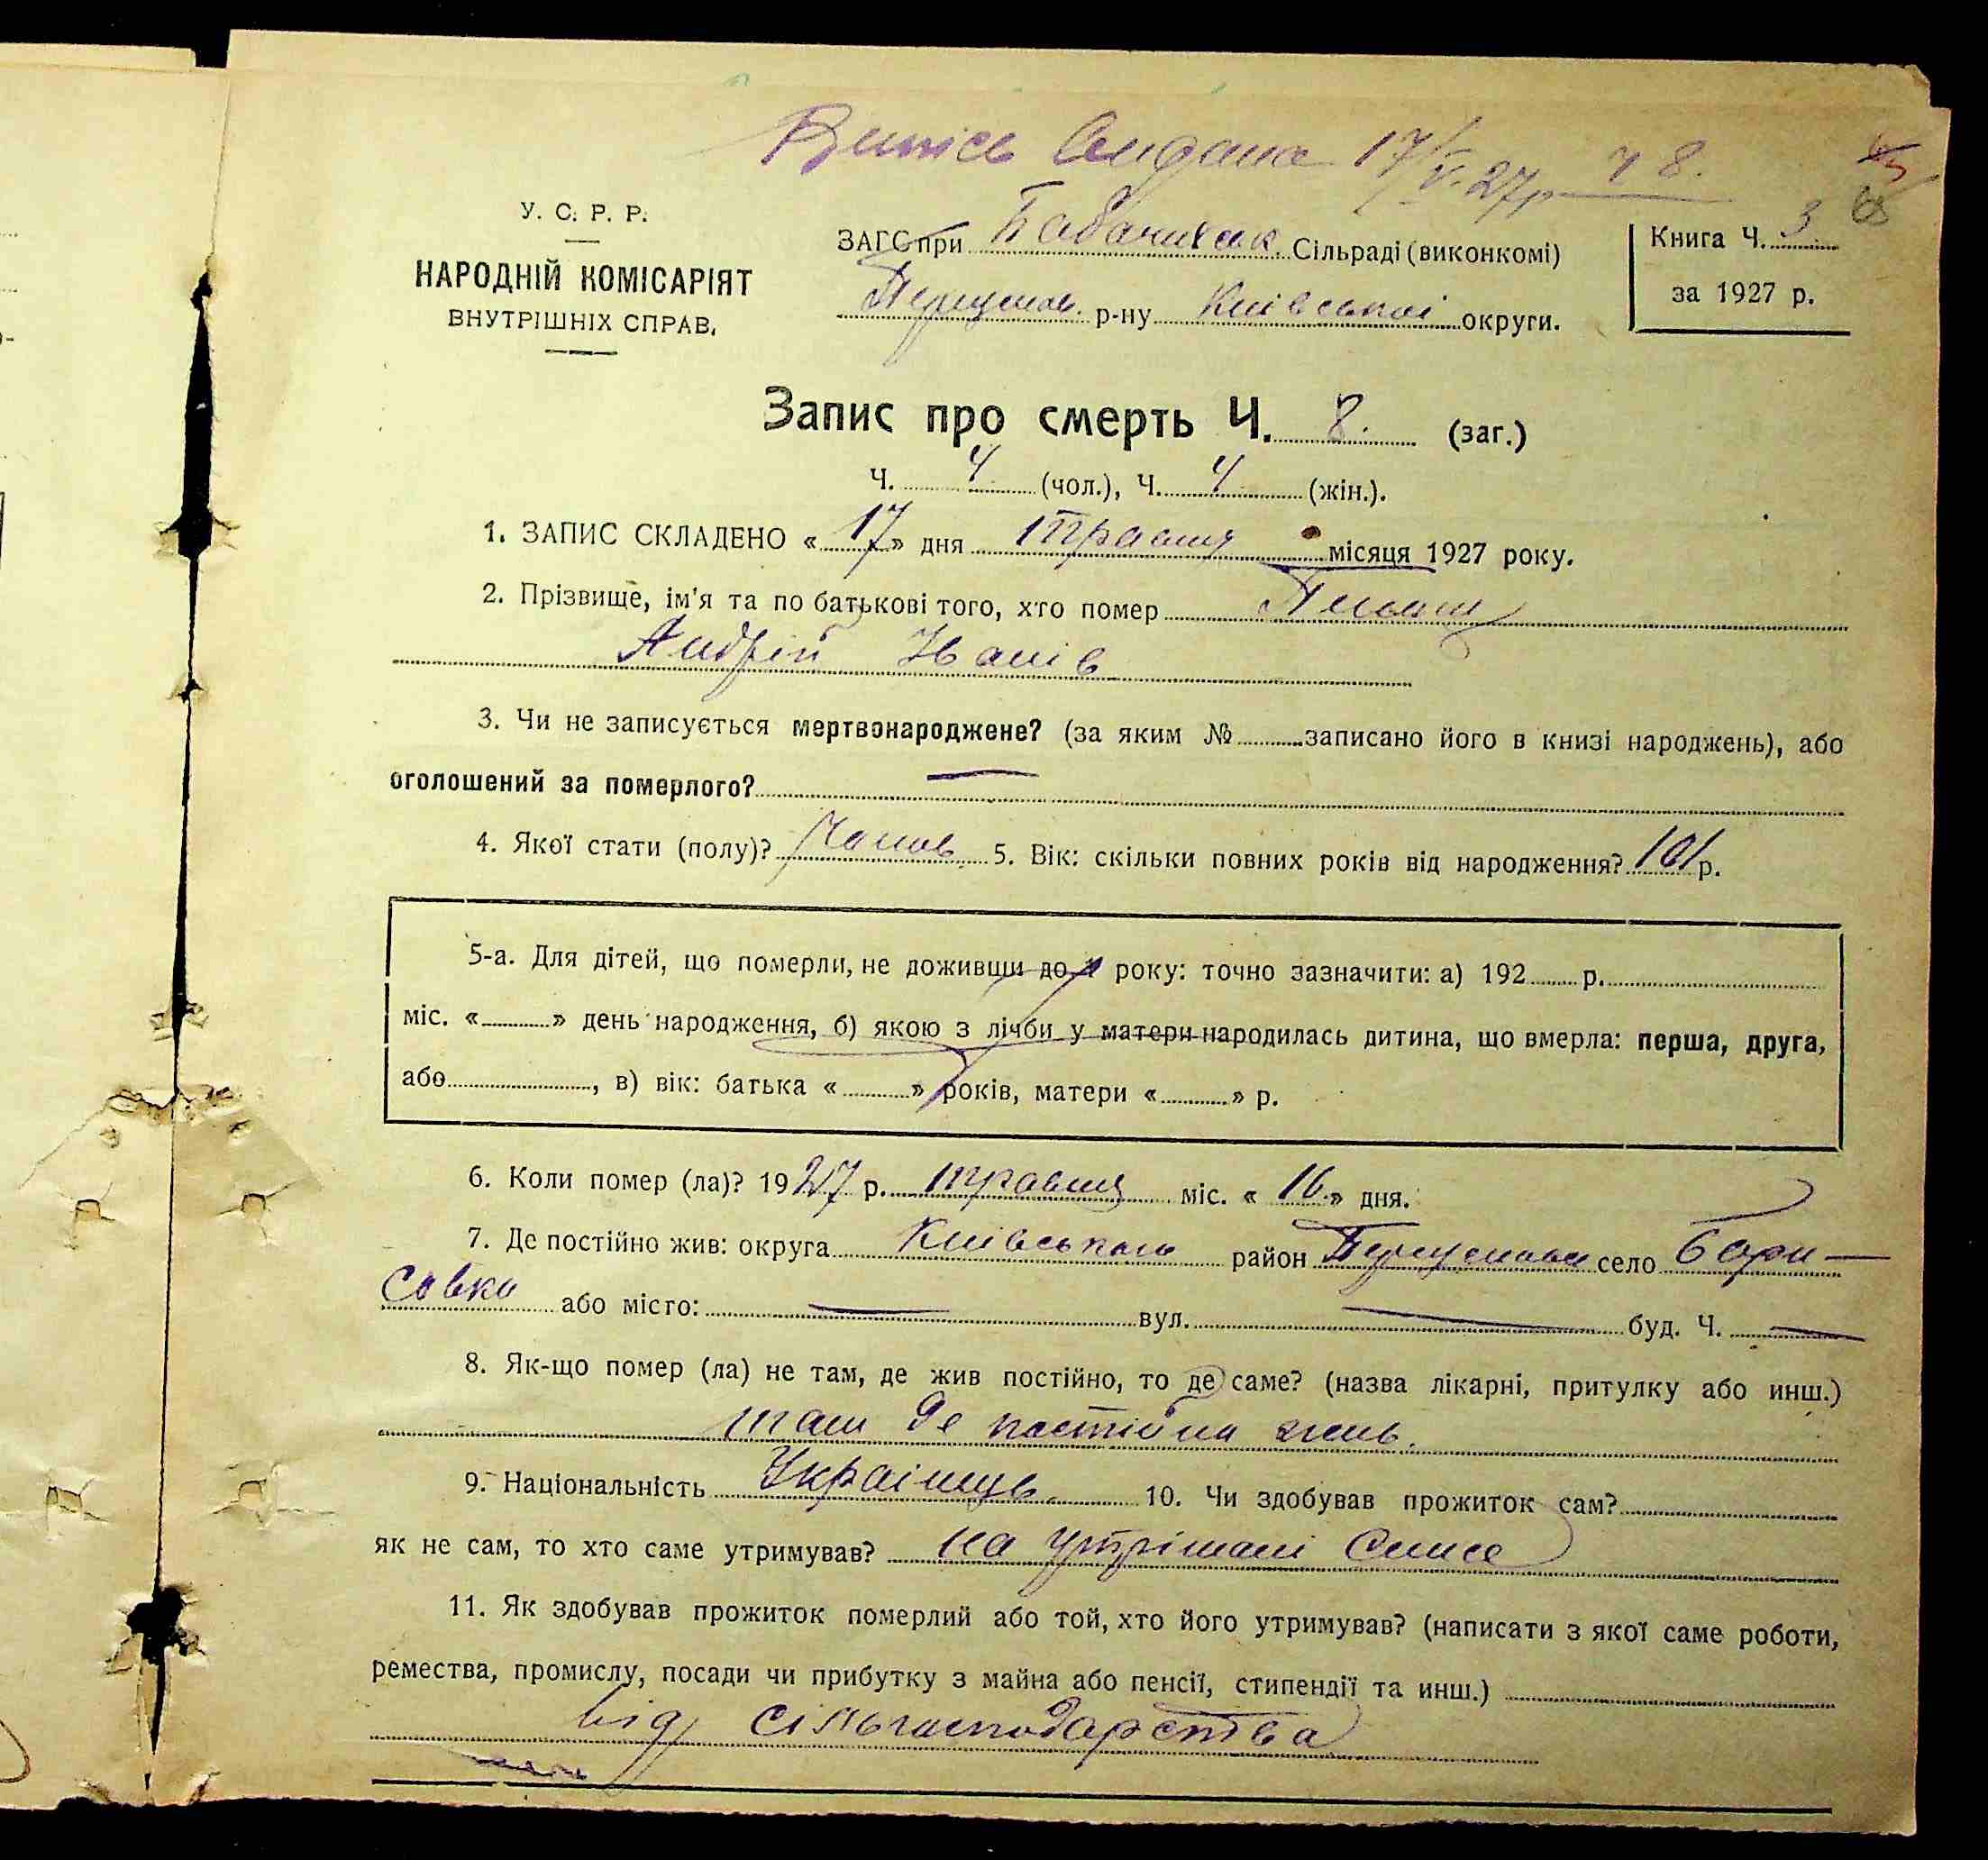 Випись видана 17/V.27р Ч 8.
У. С. Р. Р.
НАРОДНІЙ КОМІСАРІЯТ
ВНУТРІШНІХ СПРАВ.
ЗАГС при Сільраді (виконкомі)
р-ну Київської округи.
Книга Ч. 3
за 1927 р.
Запис про смерть Ч. 8. (заг.)
Ч. 4 (чол.), Ч. 4 (жін.).
1. ЗАПИС СКЛАДЕНО « 17 » дня травня місяця 1927 року.
2. Прізвище, ім'я та по батькові того, хто помер
Андрій Іванів
3. Чи не записується мертвонароджене? (за яким № записано його в книзі народжень), або
оголошений за померлого? —
4. Якої стати (полу)? Чолов 5. Вік: скільки повних років від народження? 101 р.
5-а. Для дітей, що померли, не доживши до 1 року: точно зазначити: а) 192 р.
міс. « » день народження, б) якою з лічби у матери народилась дитина, що вмерла: перша, друга,
або , в) вік: батька « » років, матери « » р.
6. Коли помер (ла)? 1927 р. травня міс. « 16 » дня.
7. Де постійно жив: округа район село Бори—
совка або місто: — вул. — буд. Ч. —
8. Як-що помер (ла) не там, де жив постійно, то де саме? (назва лікарні, притулку або инш.)
там де постійно жив.
9. Національність Украінець 10. Чи здобував прожиток сам?
як не сам, то хто саме утримував? на утрімані Сина
11. Як здобував прожиток померлий або той, хто його утримував? (написати з якої саме роботи,
ремества, промислу, посади чи прибутку з майна або пенсії, стипендії та инш.)
від сільгосподарства